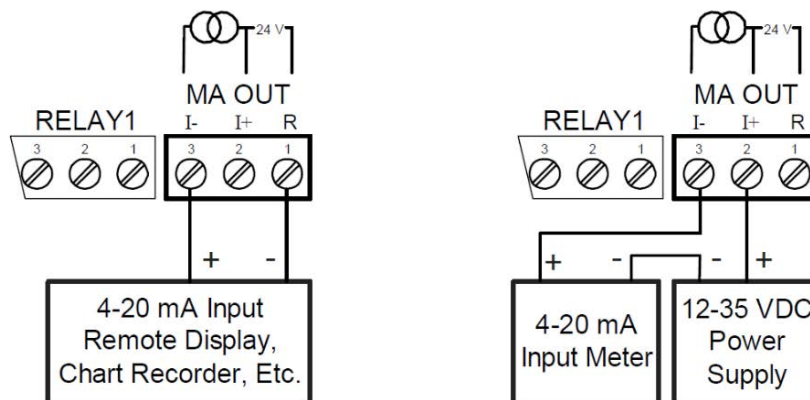 24 V
MA OUT
RELAY1
I- I+ R
3 2 1
3 2 1
+ -
4-20 mA Input
Remote Display,
Chart Recorder, Etc.
24 V
MA OUT
RELAY1
I- I+ R
3 2 1
3 2 1
+ - - +
4-20 mA
Input Meter
12-35 VDC
Power
Supply